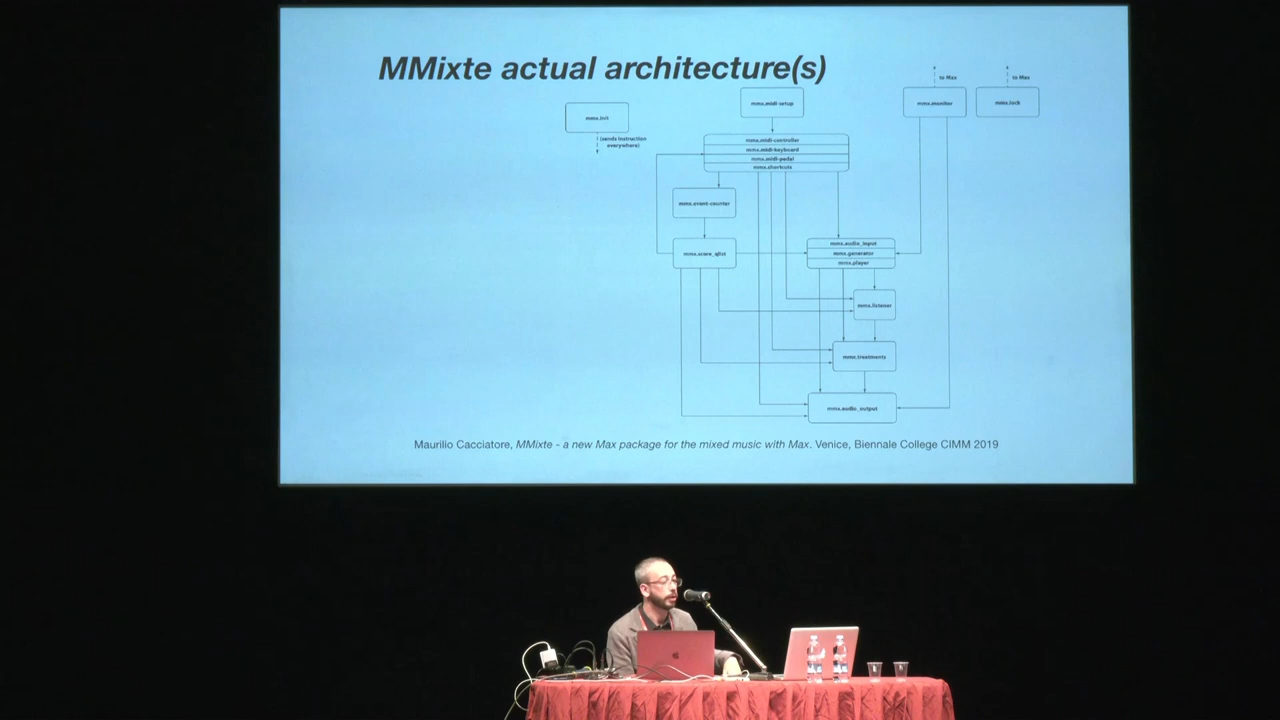 MMixte actual architecture(s)
to Max
to Max
mmx.midi-setup
mmx.monitor
mmx.lock
mmx.init
(sends instruction
everywhere)
mmx.midi-controller
mmx.midi-keyboard
mmx.midi-pedal
mmx.shortcuts
mmx.event-counter
mmx.score_qlist
mmx.audio_input
mmx.generator
mmx.player
mmx.listener
mmx.treatments
mmx.audio_output
Maurilio Cacciatore, MMixte - a new Max package for the mixed music with Max. Venice, Biennale College CIMM 2019